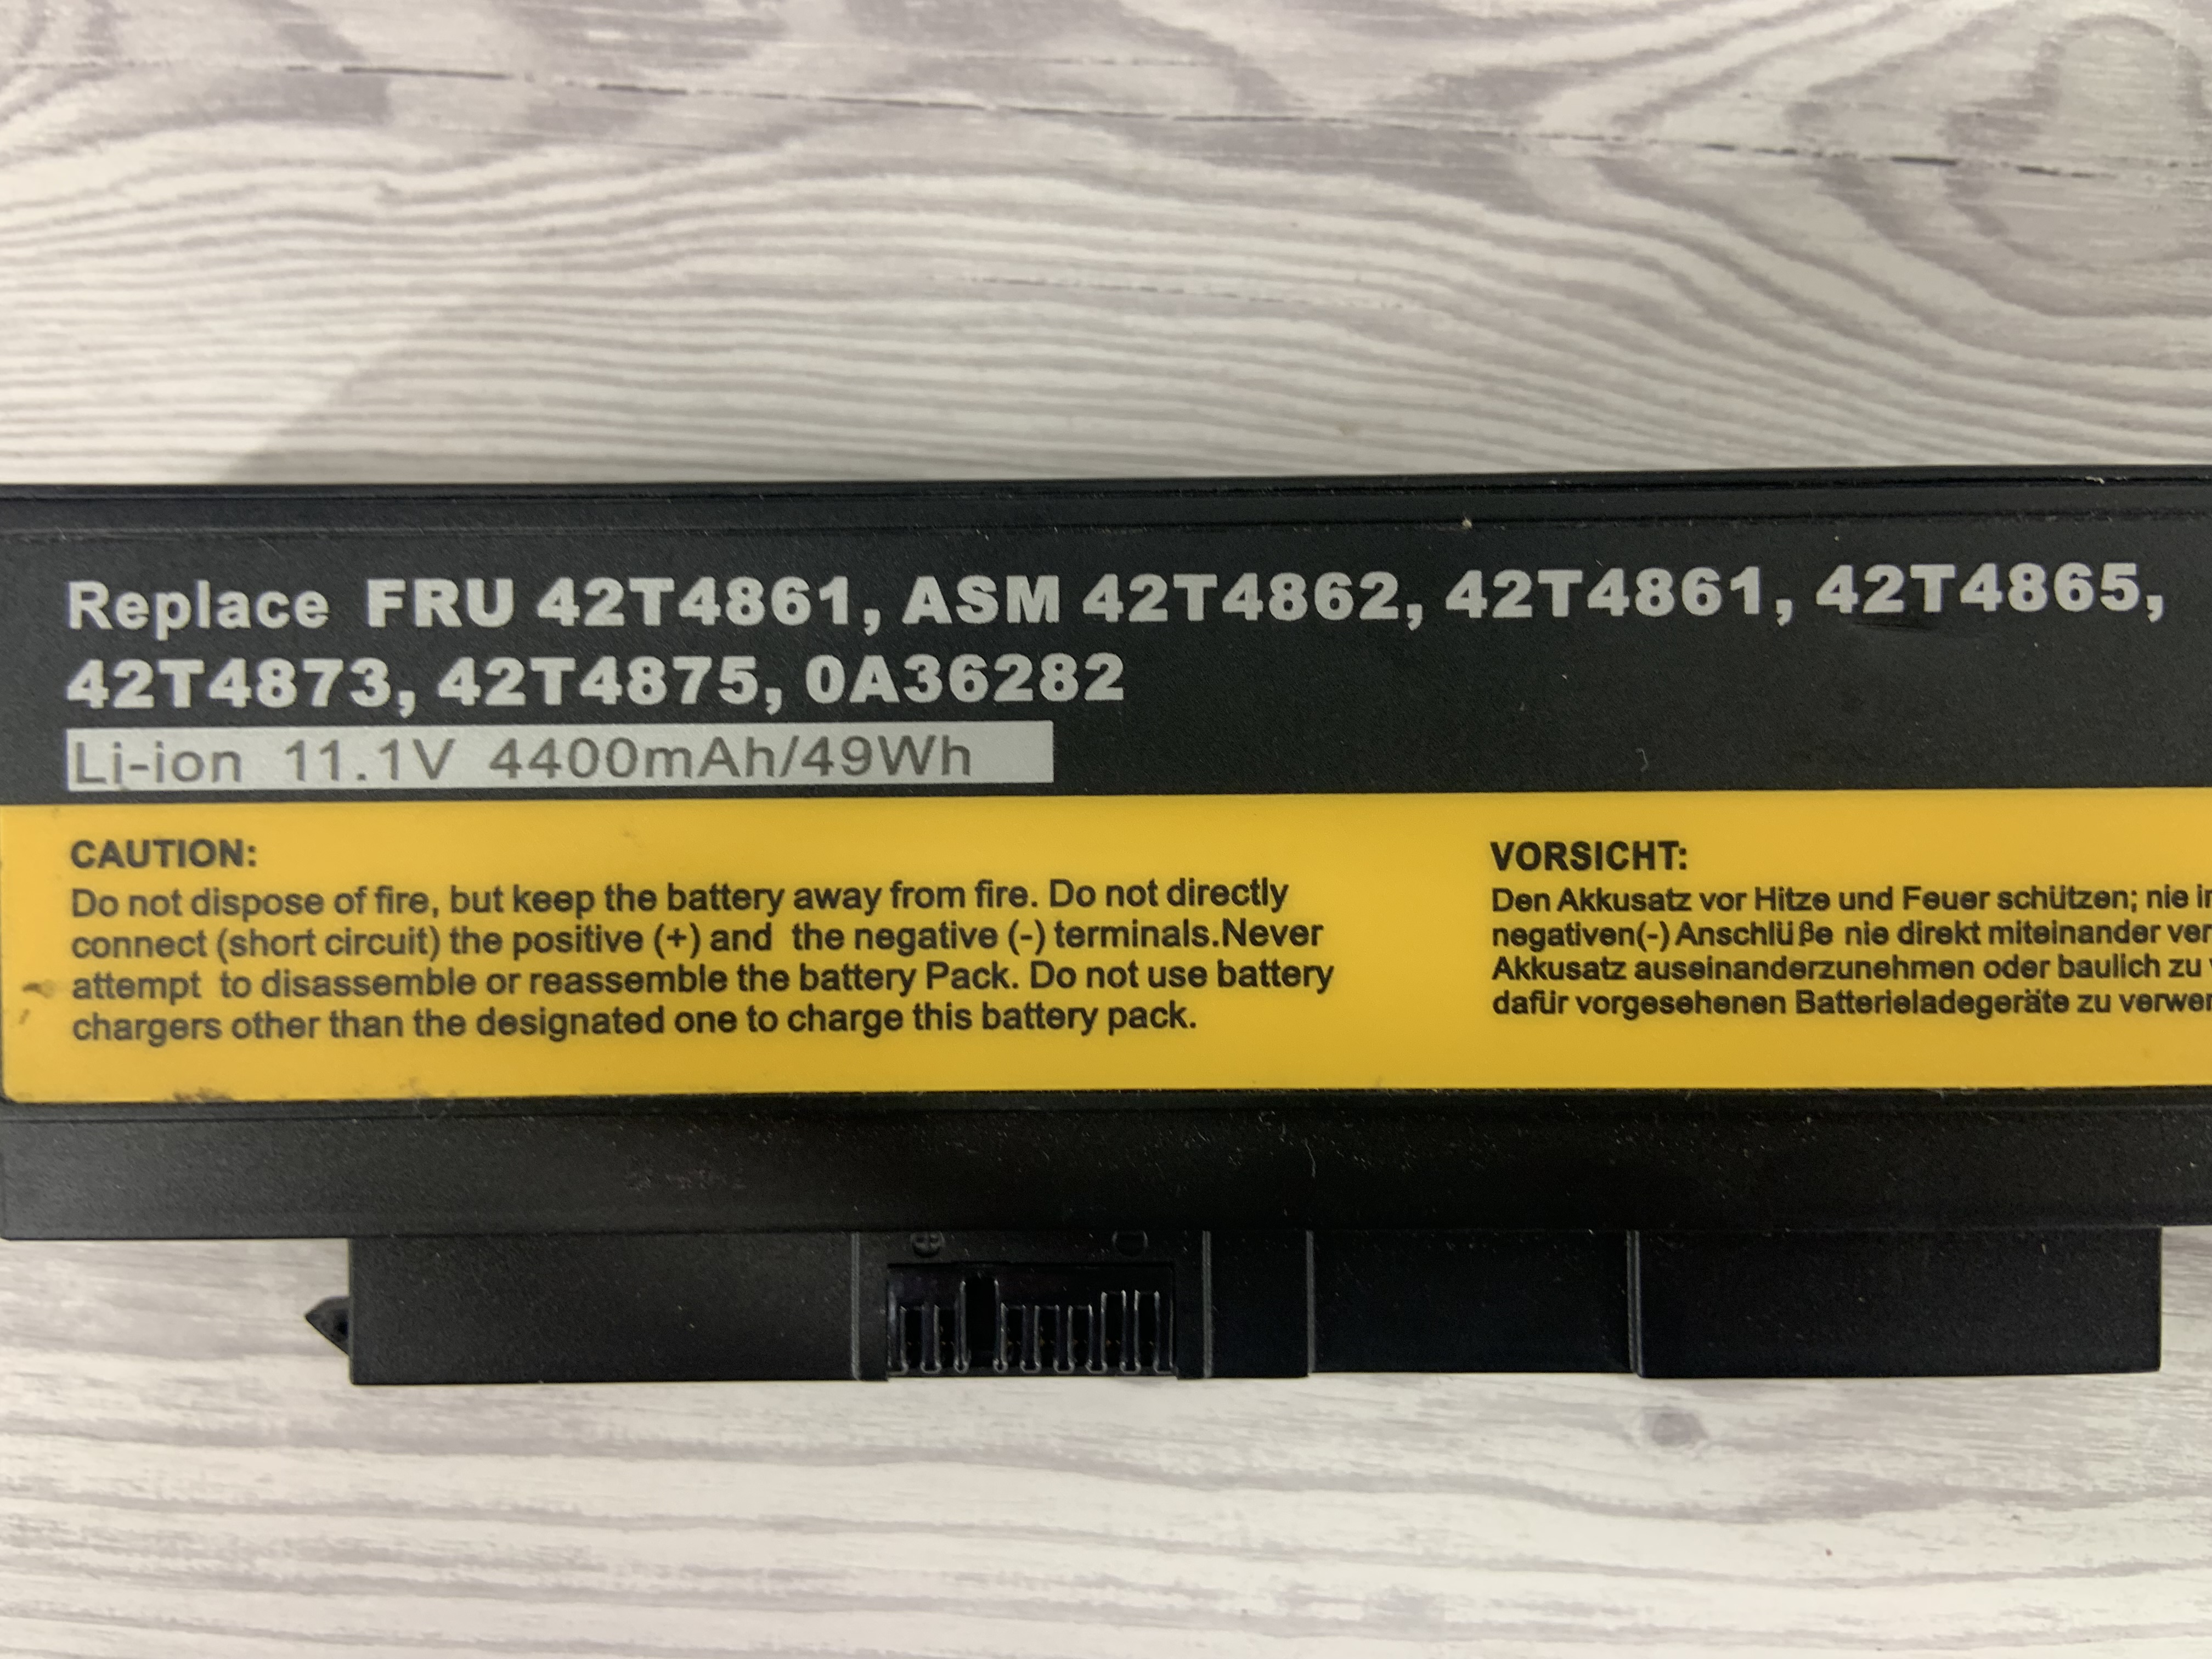 Replace FRU 42T4861, ASM 42T4862, 42T4861, 42T4865,
42T4873, 42T4875, 0A36282
Li-ion 11.1V 4400mAh/49Wh
CAUTION:
Do not dispose of fire, but keep the battery away from fire. Do not directly
connect (short circuit) the positive (+) and the negative (-) terminals.Never
attempt to disassemble or reassemble the battery Pack. Do not use battery
chargers other than the designated one to charge this battery pack.
VORSICHT:
Den Akkusatz vor Hitze und Feuer schützen; nie
negativen(-) Anschlüße nie direkt miteinander
Akkusatz auseinanderzunehmen oder baulich zu
dafür vorgesehenen Batterieladegeräte zu